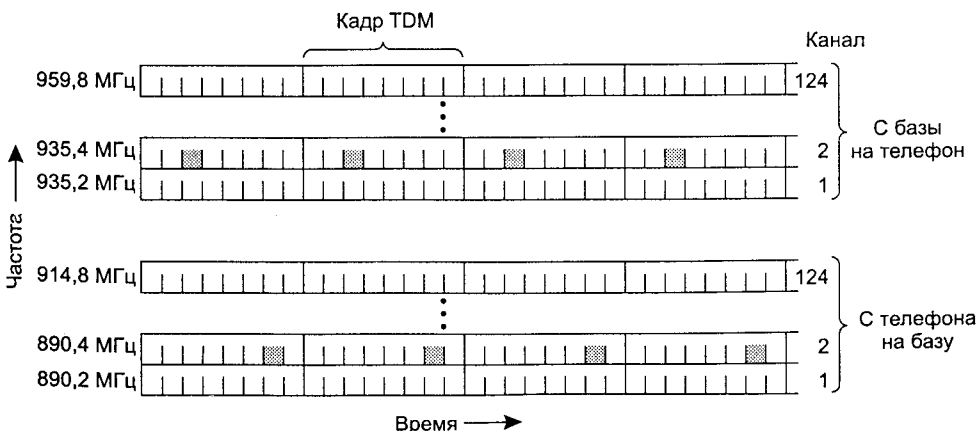 Кадр TDM
Канал
959,8 МГц 124
935,4 МГц 2
935,2 МГц 1
С базы
на телефон
Частота
914,8 МГц 124
890,4 МГц 2
890,2 МГц 1
С телефона
на базу
Время